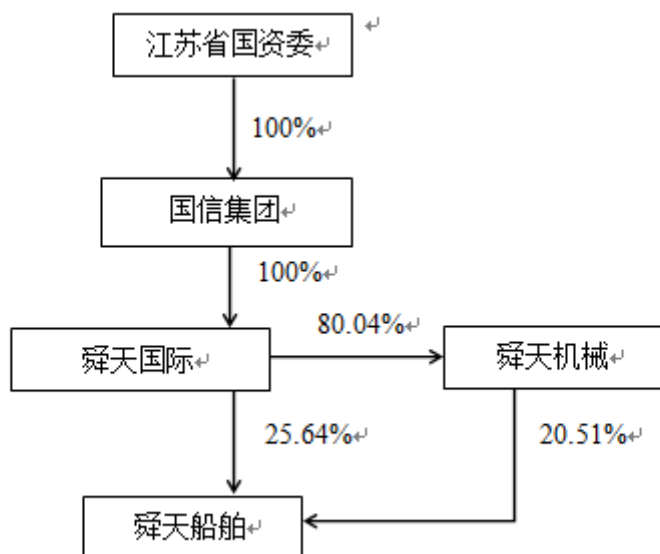 江苏省国资委
100%
国信集团
100%
80.04%
舜天国际
舜天机械
25.64%
20.51%
舜天船舶